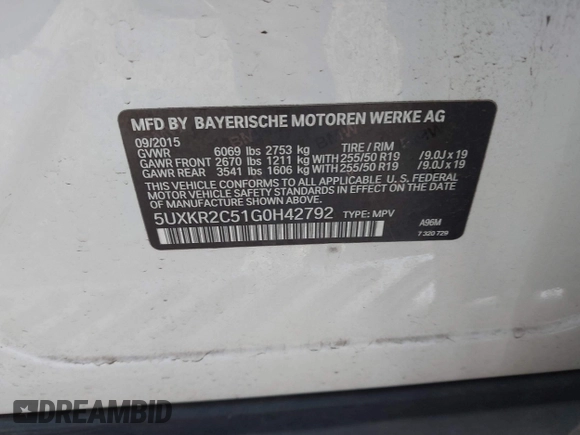 MFD BY BAYERISCHE MOTOREN WERKE AG
09/2015
GVWR 6069 lbs 2753 kg TIRE / RIM
GAWR FRONT 2670 lbs 1211 kg WITH 255/50 R19 /9.0J x 19
GAWR REAR 3541 lbs 1606 kg WITH 255/50 R19 /9.0J x 19
THIS VEHICLE CONFORMS TO ALL APPLICABLE U. S. FEDERAL
MOTOR VEHICLE SAFETY STANDARDS IN EFFECT ON THE DATE
OF MANUFACTURE SHOWN ABOVE.
5UXKR2C51G0H42792 TYPE: MPV A96M
7 320 729
DREAMBID